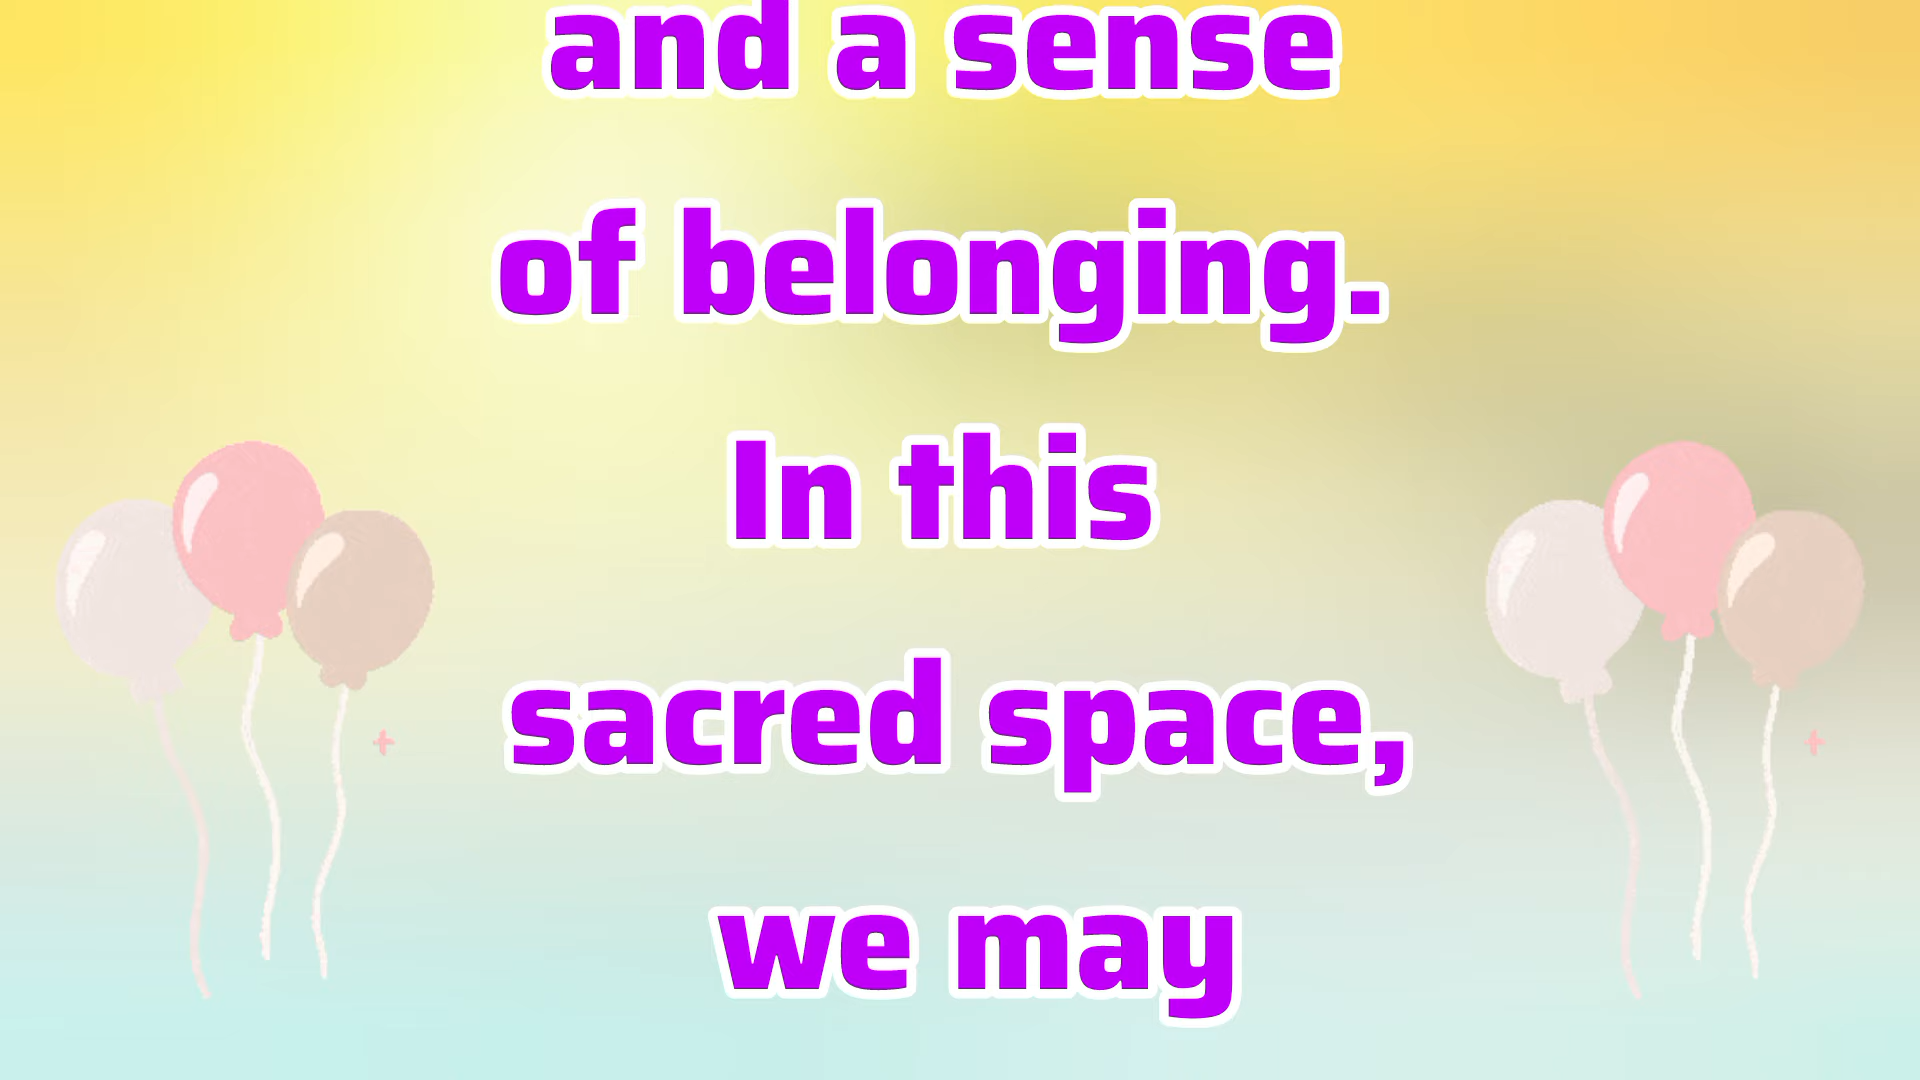 and a sense
of belonging.
In this
sacred space,
we may